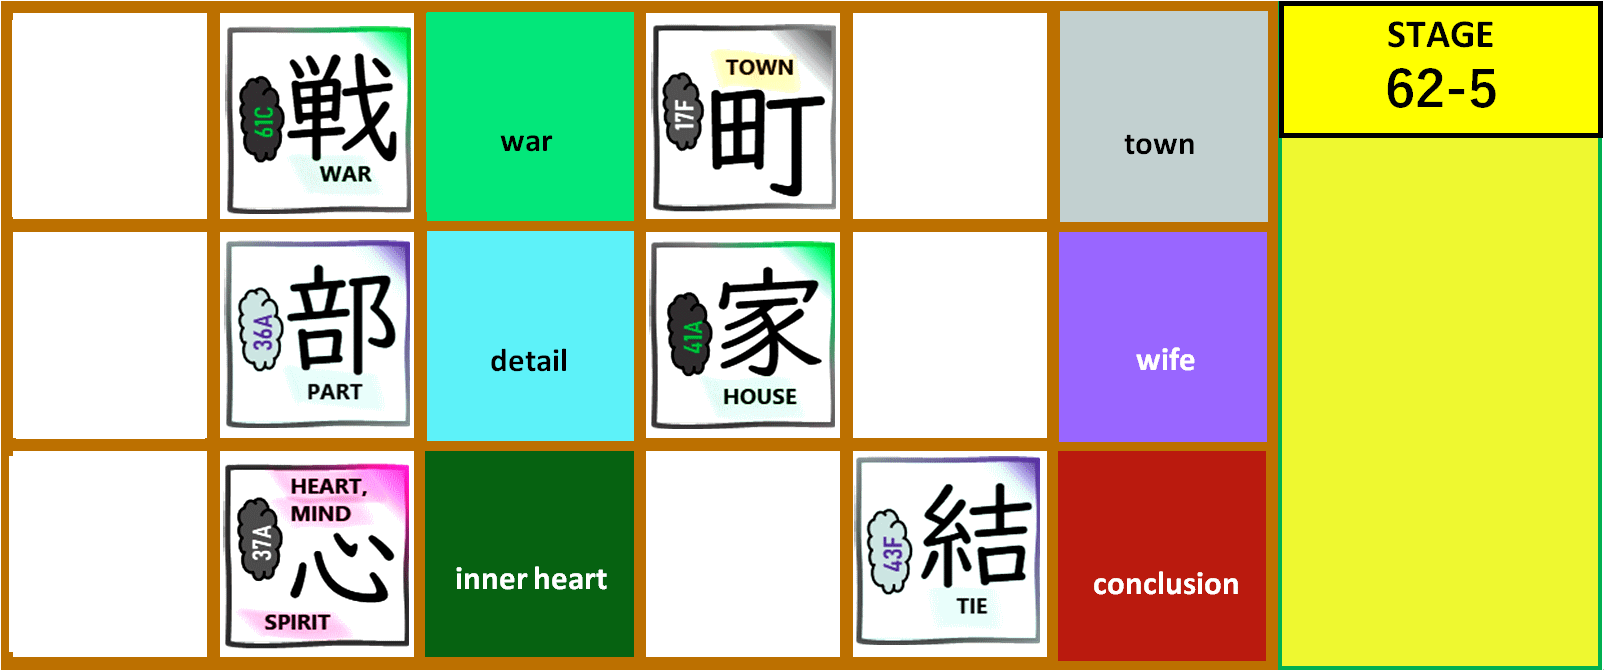 61C
戦
WAR
war
TOWN
17F
町
town
STAGE
62-5
36A
部
PART
detail
41A
家
HOUSE
wife
HEART,
MIND
37A
心
SPIRIT
inner heart
43F
結
TIE
conclusion